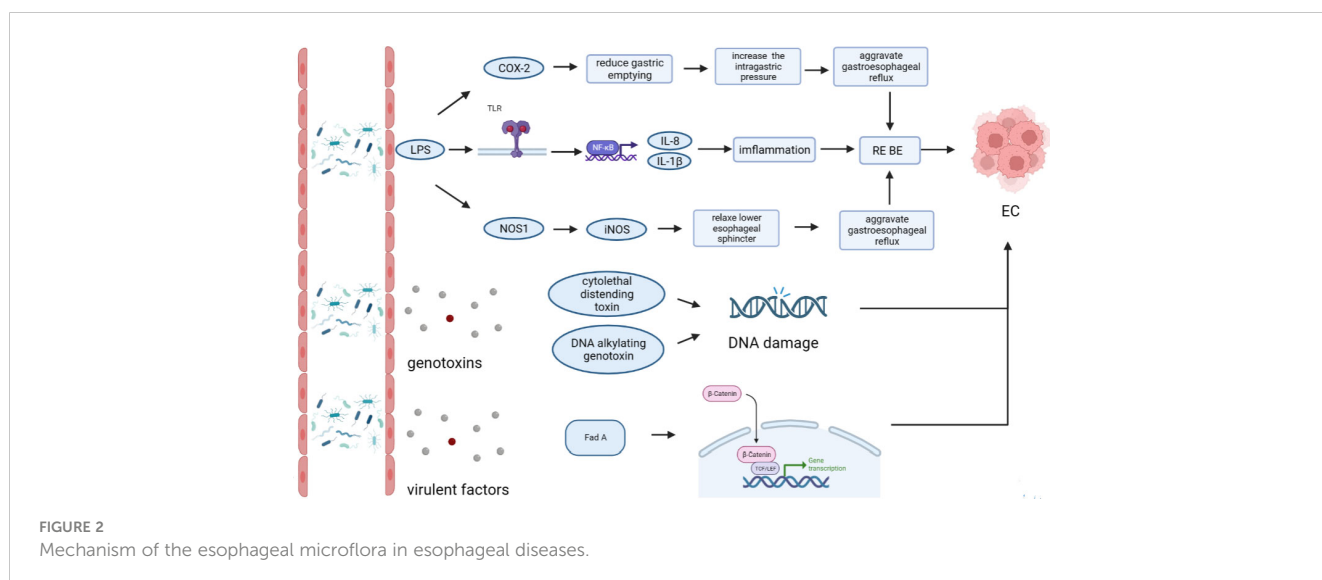 COX-2
reduce gastric
emptying
increase the
intragastric
pressure
aggravate
gastroesophageal
reflux
TLR
LPS
NF-κB
IL-8
IL-1β
imflammation
RE BE
EC
NOS1
iNOS
relaxe lower
esophageal
sphincter
aggravate
gastroesophageal
reflux
cytolethal
distending
toxin
DNA alkylating
genotoxin
DNA damage
genotoxins
β-Catenin
Fad A
β-Catenin
TCF/LEF
Gene
transcription
virulent factors
FIGURE 2
Mechanism of the esophageal microflora in esophageal diseases.